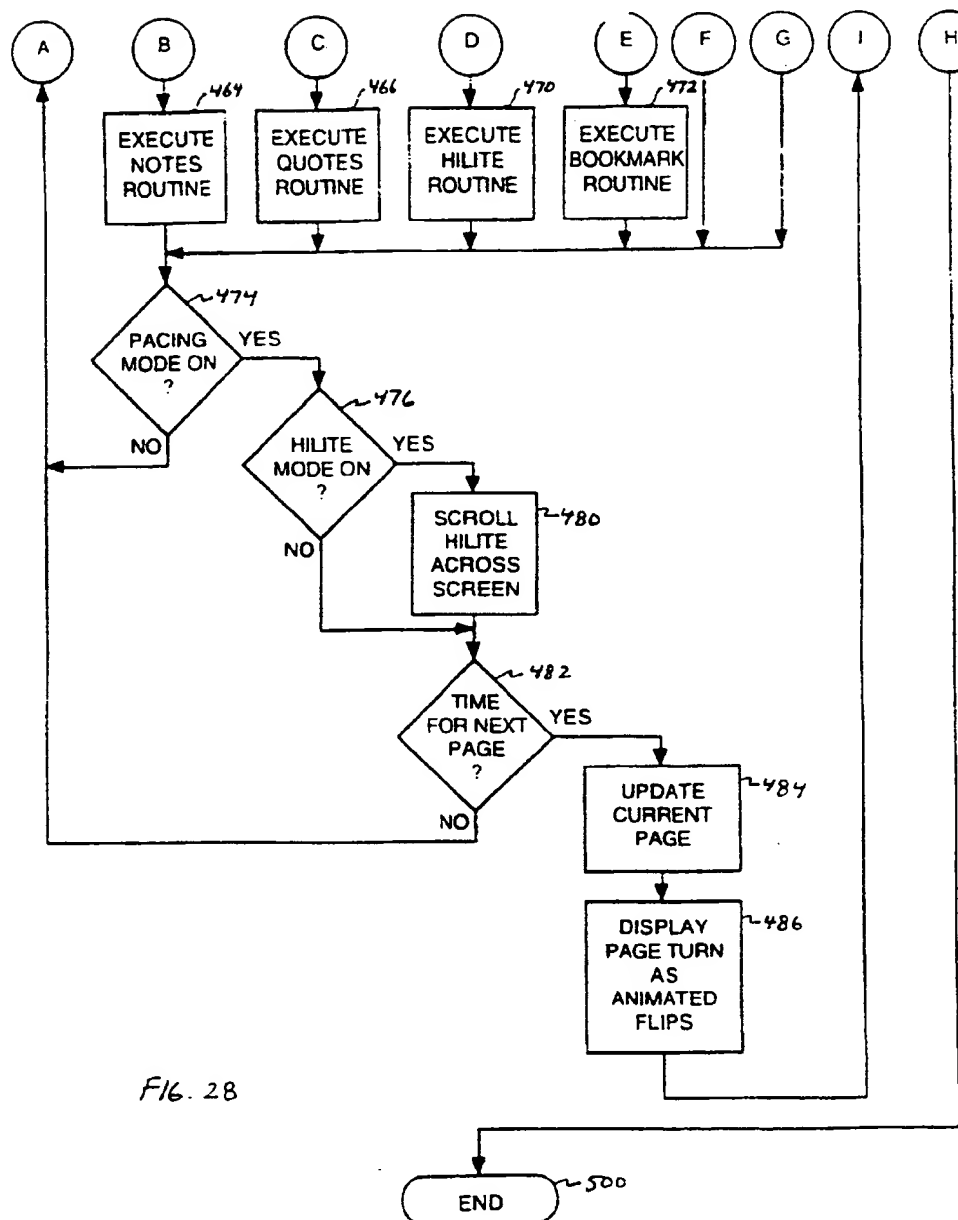 A B C D E F G I H
464 466 470 472
EXECUTE NOTES ROUTINE
EXECUTE QUOTES ROUTINE
EXECUTE HILITE ROUTINE
EXECUTE BOOKMARK ROUTINE
474
PACING MODE ON ?
YES
NO
476
HILITE MODE ON ?
YES
NO
480
SCROLL HILITE ACROSS SCREEN
482
TIME FOR NEXT PAGE ?
YES
NO
484
UPDATE CURRENT PAGE
486
DISPLAY PAGE TURN AS ANIMATED FLIPS
FIG. 28
END
500